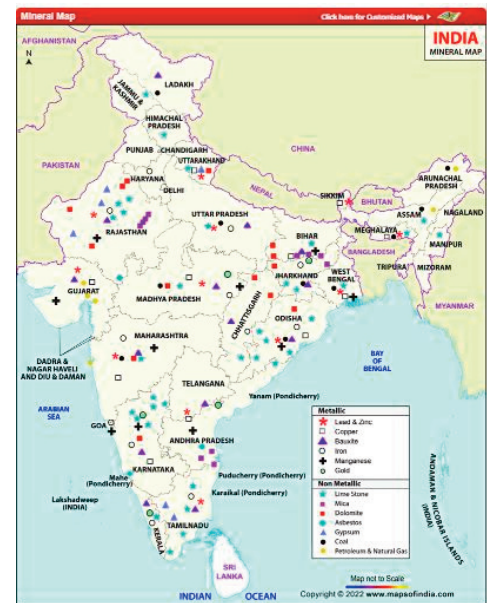 Mineral Map
Click here for Customised Maps
INDIA
MINERAL MAP
AFGHANISTAN
N
LADAKH
JAMMU &
KASHMIR
HIMACHAL
PRADESH
PUNJAB
CHANDIGARH
CHINA
UTTARAKHAND
PAKISTAN
HARYANA
DELHI
ARUNACHAL
PRADESH
NEPAL
SIKKIM
BHUTAN
UTTAR PRADESH
ASSAM
NAGALAND
RAJASTHAN
BIHAR
MEGHALAYA
MANIPUR
BANGLADESH
JHARKHAND
WEST
BENGAL
TRIPURA
MIZORAM
GUJARAT
MADHYA PRADESH
CHHATTISGARH
MYANMAR
ODISHA
MAHARASHTRA
DADRA &
NAGAR HAVELI
AND DIU & DAMAN
BAY
OF
BENGAL
TELANGANA
Yanam (Pondicherry)
ARABIAN
SEA
GOA
ANDHRA PRADESH
KARNATAKA
Mahe
(Pondicherry)
Puducherry (Pondicherry)
Lakshadweep
(INDIA)
Karaikal (Pondicherry)
TAMILNADU
KERALA
SRI
LANKA
ANDAMAN & NICOBAR ISLANDS
(INDIA)
Metallic
Lead & Zinc
Copper
Bauxite
Iron
Manganese
Gold
Non Metallic
Lime Stone
Mica
Dolomite
Asbestos
Gypsum
Coal
Petroleum & Natural Gas
Map not to Scale
INDIAN OCEAN
Copyright © 2022 www.mapsofindia.com